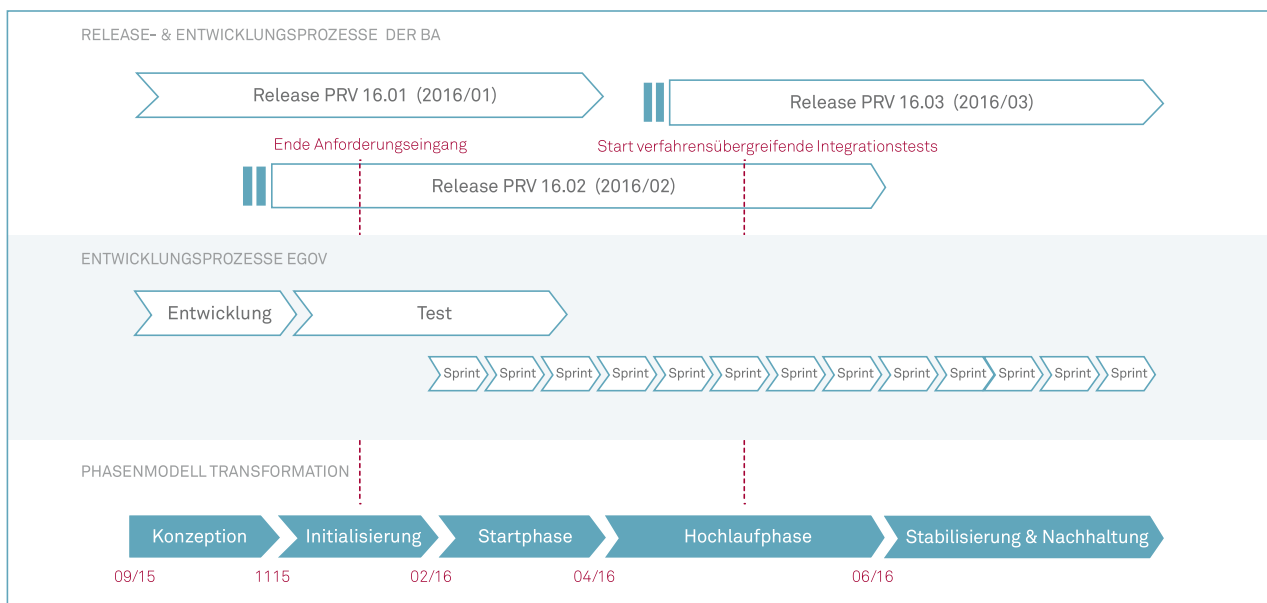 RELEASE- & ENTWICKLUNGSPROZESSE DER BA
Release PRV 16.01 (2016/01)
Release PRV 16.03 (2016/03)
Ende Anforderungseingang
Start verfahrensübergreifende Integrationstests
Release PRV 16.02 (2016/02)
ENTWICKLUNGSPROZESSE EGOV
Entwicklung
Test
Sprint
Sprint
Sprint
Sprint
Sprint
Sprint
Sprint
Sprint
Sprint
Sprint
Sprint
Sprint
Sprint
PHASENMODELL TRANSFORMATION
Konzeption
Initialisierung
Startphase
Hochlaufphase
Stabilisierung & Nachhaltung
09/15
1115
02/16
04/16
06/16